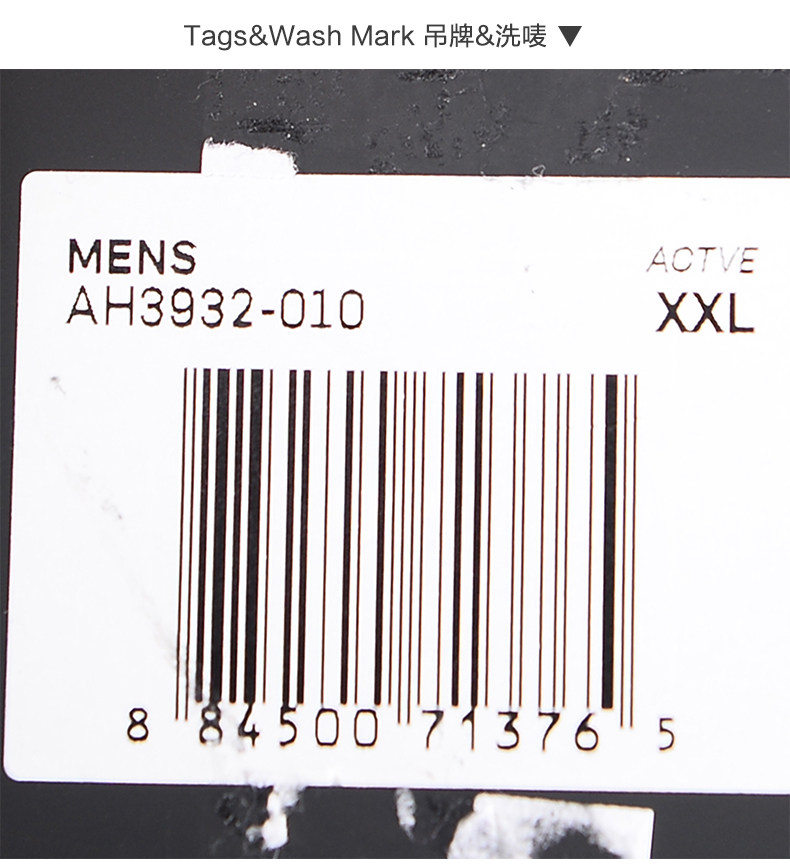 Tags&Wash Mark 吊牌&洗唛 ▼
MENS
AH3932-010
ACTVE
XXL
8 84500 71376 5